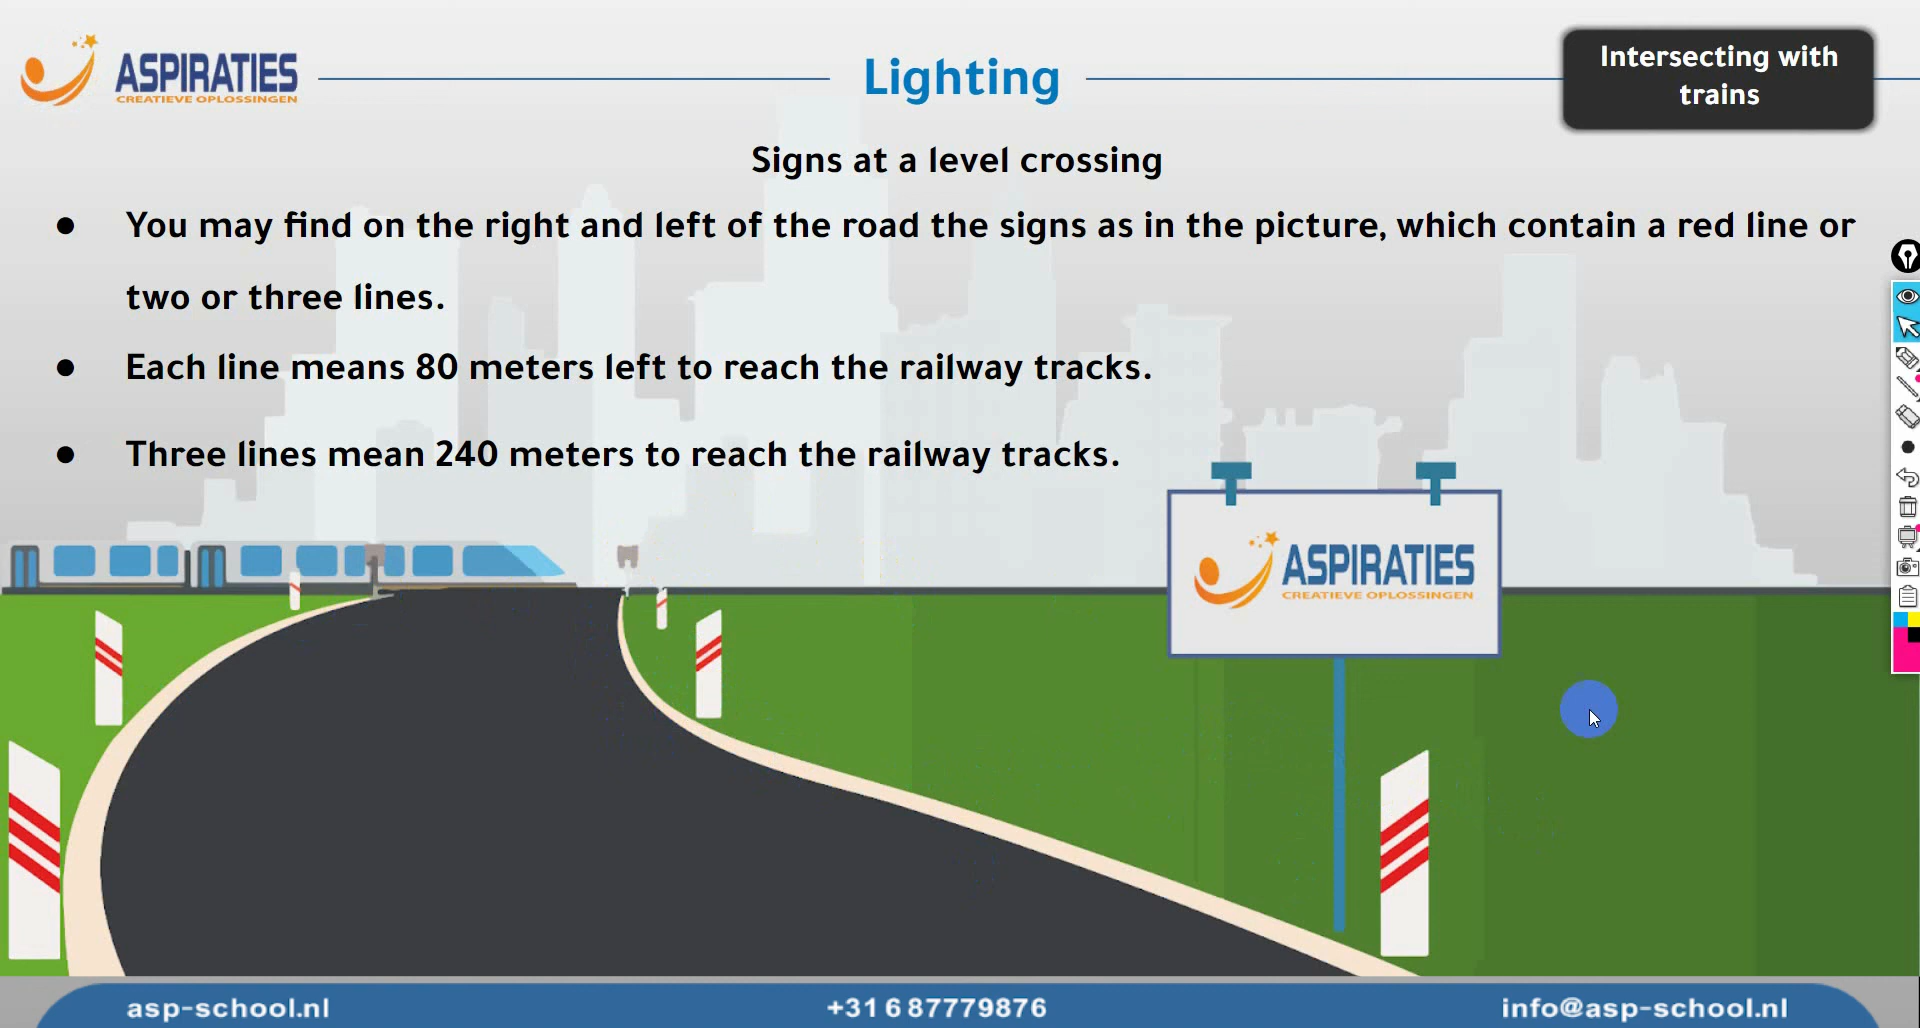 ASPIRATIES
CREATIEVE OPLOSSINGEN
Lighting
Intersecting with
trains
Signs at a level crossing
● You may find on the right and left of the road the signs as in the picture, which contain a red line or
two or three lines.
● Each line means 80 meters left to reach the railway tracks.
● Three lines mean 240 meters to reach the railway tracks.
ASPIRATIES
CREATIEVE OPLOSSINGEN
asp-school.nl
+31 6 87779876
info@asp-school.nl